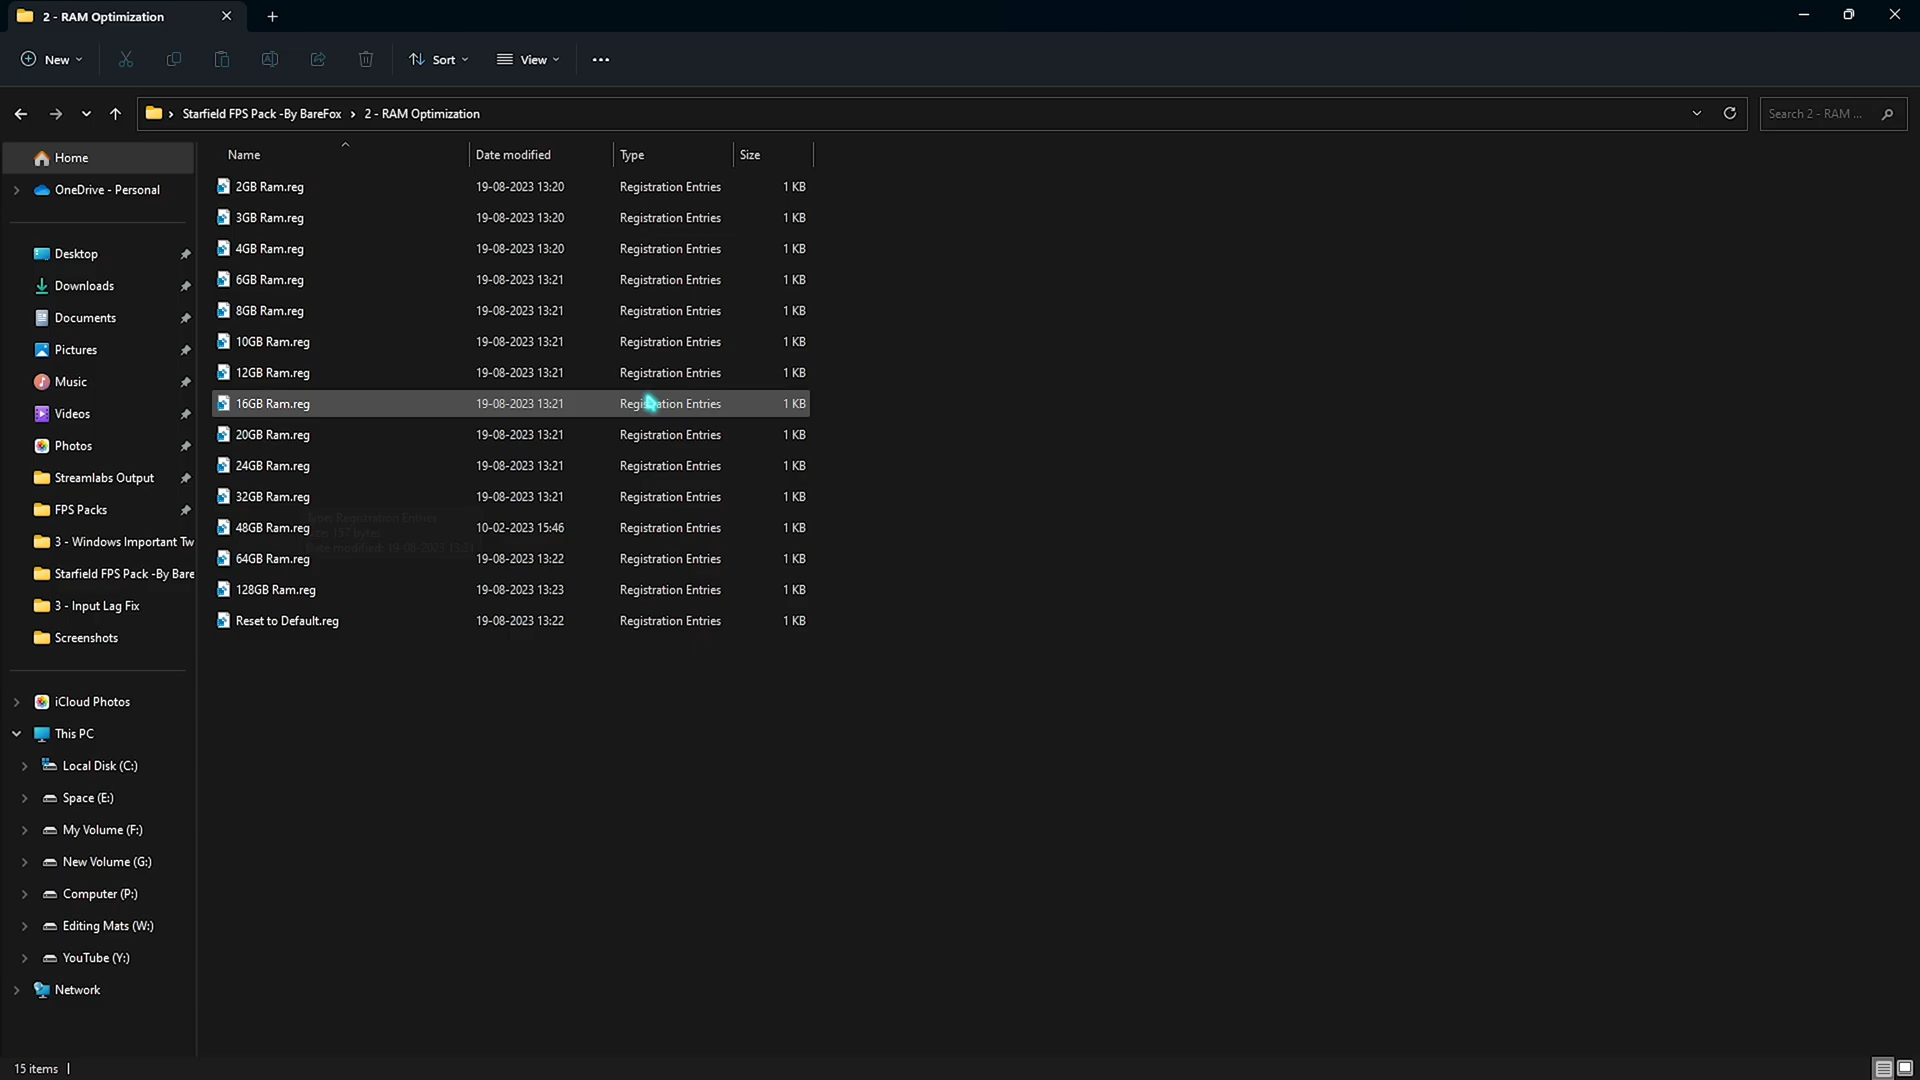 2 - RAM Optimization
New
Sort
View
Starfield FPS Pack -By BareFox > 2 - RAM Optimization
Search 2 - RAM ...
Name Date modified Type Size
2GB Ram.reg 19-08-2023 13:20 Registration Entries 1 KB
3GB Ram.reg 19-08-2023 13:20 Registration Entries 1 KB
4GB Ram.reg 19-08-2023 13:20 Registration Entries 1 KB
6GB Ram.reg 19-08-2023 13:21 Registration Entries 1 KB
8GB Ram.reg 19-08-2023 13:21 Registration Entries 1 KB
10GB Ram.reg 19-08-2023 13:21 Registration Entries 1 KB
12GB Ram.reg 19-08-2023 13:21 Registration Entries 1 KB
16GB Ram.reg 19-08-2023 13:21 Registration Entries 1 KB
20GB Ram.reg 19-08-2023 13:21 Registration Entries 1 KB
24GB Ram.reg 19-08-2023 13:21 Registration Entries 1 KB
32GB Ram.reg 19-08-2023 13:21 Registration Entries 1 KB
48GB Ram.reg 10-02-2023 15:46 Registration Entries 1 KB
64GB Ram.reg 19-08-2023 13:22 Registration Entries 1 KB
128GB Ram.reg 19-08-2023 13:23 Registration Entries 1 KB
Reset to Default.reg 19-08-2023 13:22 Registration Entries 1 KB
Type: Registration Entries
Size: 157 bytes
Date modified: 19-08-2023 13:21
Home
OneDrive - Personal
Desktop
Downloads
Documents
Pictures
Music
Videos
Photos
Streamlabs Output
FPS Packs
3 - Windows Important Tw
Starfield FPS Pack -By Bare
3 - Input Lag Fix
Screenshots
iCloud Photos
This PC
Local Disk (C:)
Space (E:)
My Volume (F:)
New Volume (G:)
Computer (P:)
Editing Mats (W:)
YouTube (Y:)
Network
15 items